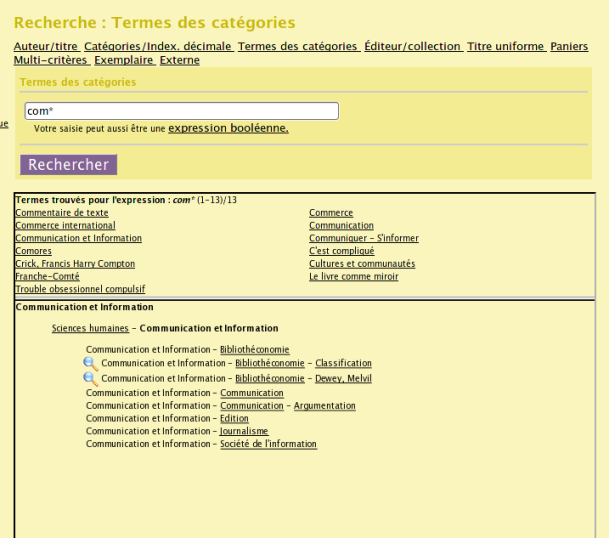 Recherche : Termes des catégories
Auteur/titre Catégories/Index. décimale Termes des catégories Éditeur/collection Titre uniforme Paniers
Multi-critères Exemplaire Externe
Termes des catégories
com*
ue
Votre saisie peut aussi être une expression booléenne.
Rechercher
Termes trouvés pour l'expression : com* (1-13)/13
Commentaire de texte Commerce
Commerce international Communication
Communication et Information Communiquer - S'informer
Comores C'est compliqué
Crick, Francis Harry Compton Cultures et communautés
Franche-Comté Le livre comme miroir
Trouble obsessionnel compulsif
Communication et Information
Sciences humaines - Communication et Information
Communication et Information - Bibliothéconomie
Communication et Information - Bibliothéconomie - Classification
Communication et Information - Bibliothéconomie - Dewey, Melvil
Communication et Information - Communication
Communication et Information - Communication - Argumentation
Communication et Information - Edition
Communication et Information - Journalisme
Communication et Information - Société de l'information